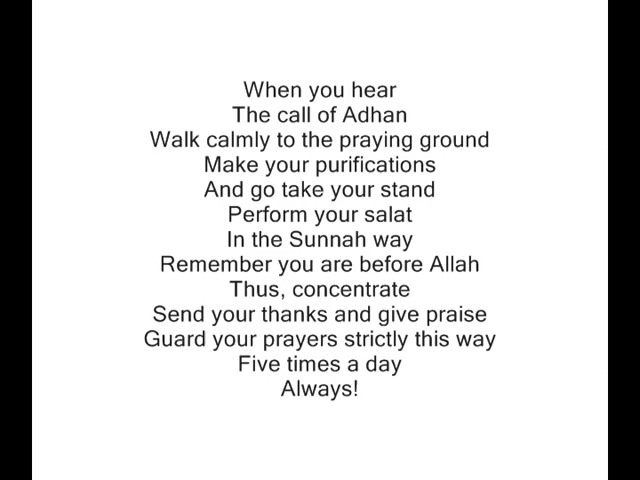 When you hear
The call of Adhan
Walk calmly to the praying ground
Make your purifications
And go take your stand
Perform your salat
In the Sunnah way
Remember you are before Allah
Thus, concentrate
Send your thanks and give praise
Guard your prayers strictly this way
Five times a day
Always!